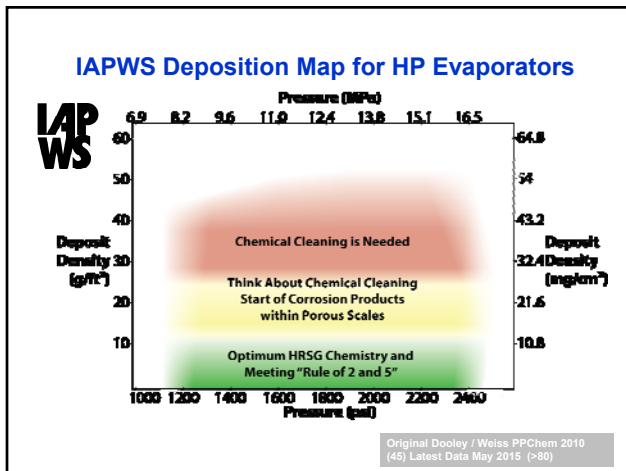 IAPWS Deposition Map for HP Evaporators
IAP
WS
Pressure (MPa)
6.9 8.2 9.6 11.0 12.4 13.8 15.1 16.5
60
50
40
30
20
10
Deposit
Density
(g/ft²)
64.8
54
43.2
32.4
21.6
10.8
Deposit
Density
(mg/cm²)
Chemical Cleaning is Needed
Think About Chemical Cleaning
Start of Corrosion Products
within Porous Scales
Optimum HRSG Chemistry and
Meeting "Rule of 2 and 5"
1000 1200 1400 1600 1800 2000 2200 2400
Pressure (psi)
Original Dooley / Weiss PPChem 2010
(45) Latest Data May 2015 (>80)